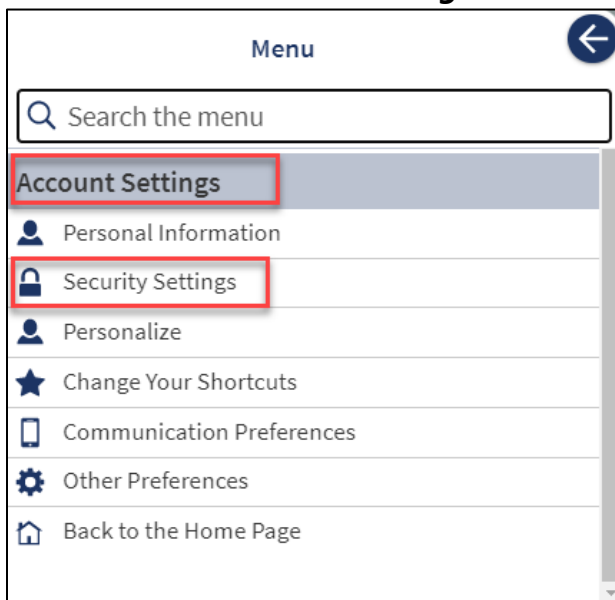 Menu
Search the menu
Account Settings
Personal Information
Security Settings
Personalize
Change Your Shortcuts
Communication Preferences
Other Preferences
Back to the Home Page